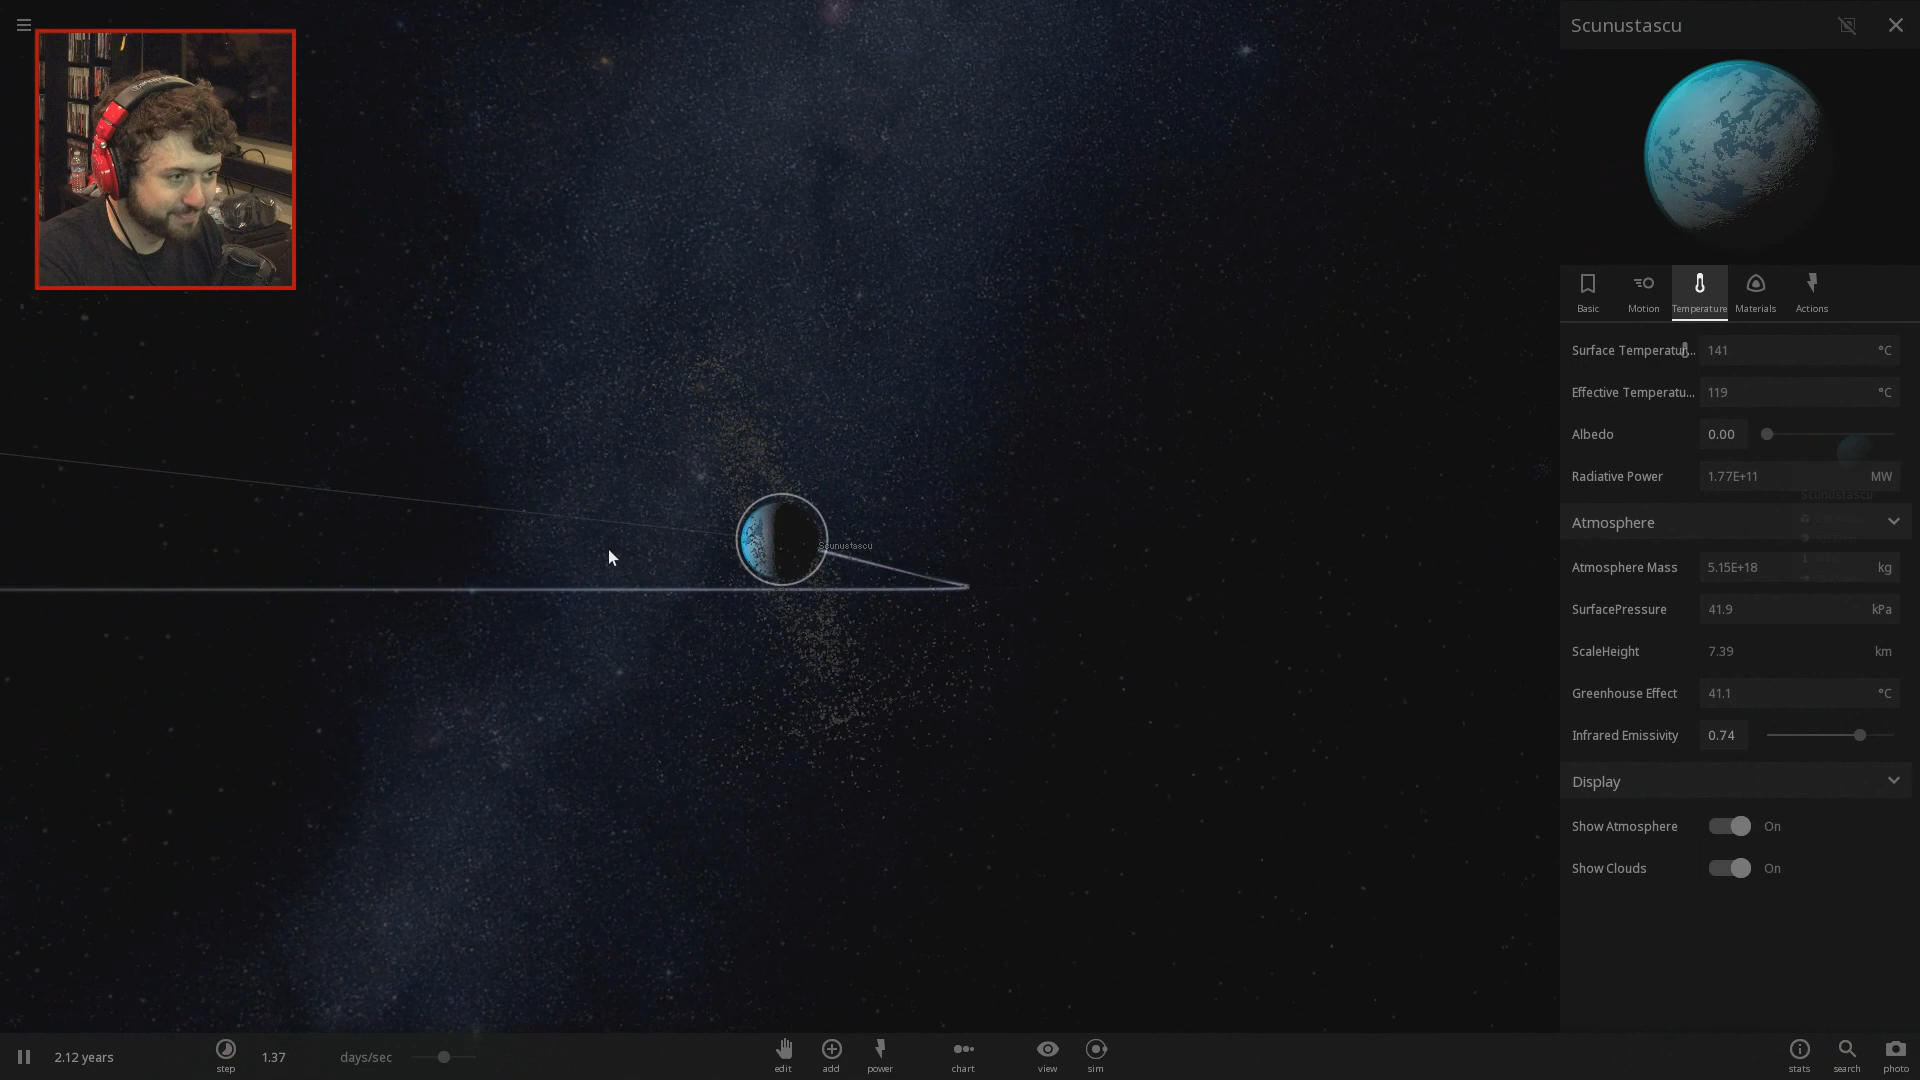 Scunustascu
Basic
Motion
Temperature
Materials
Actions
Surface Temperatur... 141 °C
Effective Temperatu... 119 °C
Albedo 0.00
Radiative Power 1.77E+11 MW
Scunustascu
Atmosphere
Scunustascu
Atmosphere Mass 5.15E+18 kg
SurfacePressure 41.9 kPa
ScaleHeight 7.39 km
Greenhouse Effect 41.1 °C
Infrared Emissivity 0.74
Display
Show Atmosphere On
Show Clouds On
2.12 years
step
1.37
days/sec
edit
add
power
chart
view
sim
stats
search
photo